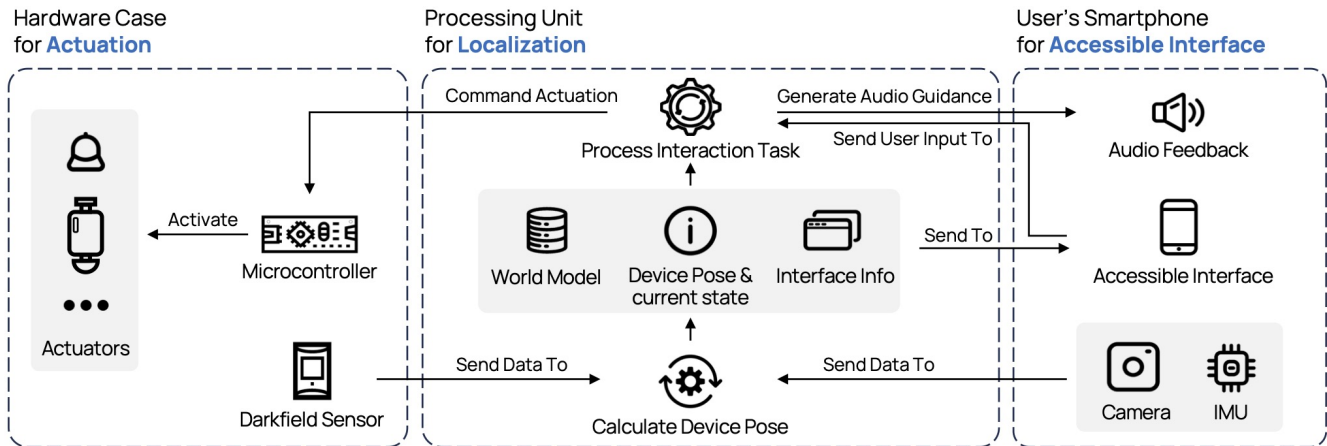 Hardware Case
for Actuation
Processing Unit
for Localization
User's Smartphone
for Accessible Interface
Command Actuation
Generate Audio Guidance
Send User Input To
Process Interaction Task
Audio Feedback
Activate
Microcontroller
World Model
Device Pose &
current state
Interface Info
Send To
Accessible Interface
Actuators
Darkfield Sensor
Send Data To
Calculate Device Pose
Send Data To
Camera
IMU